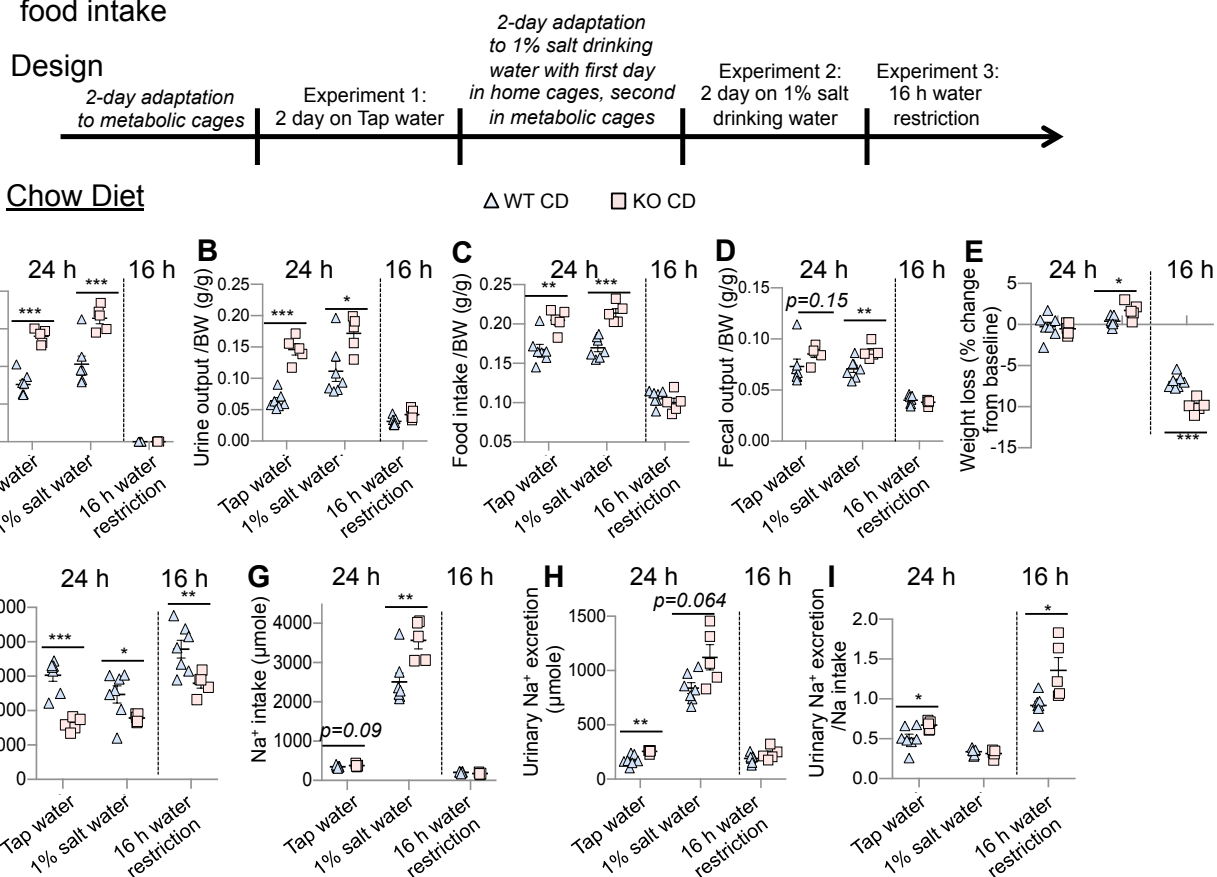 food intake
Design
2-day adaptation
to metabolic cages
Experiment 1:
2 day on Tap water
2-day adaptation
to 1% salt drinking
water with first day
in home cages, second
in metabolic cages
Experiment 2:
2 day on 1% salt
drinking water
Experiment 3:
16 h water
restriction
Chow Diet
WT CD KO CD
24 h 16 h
*** ***
water
1% salt water
16 h water
restriction
B
24 h 16 h
Urine output /BW (g/g)
0.25
0.20
0.15
0.10
0.05
0.00
*** *
Tap water
1% salt water
16 h water
restriction
C
24 h 16 h
Food intake /BW (g/g)
0.25
0.20
0.15
0.10
0.05
** ***
Tap water
1% salt water
16 h water
restriction
D
24 h 16 h
Fecal output /BW (g/g)
0.15
0.10
0.05
0.00
p=0.15 **
Tap water
1% salt water
16 h water
restriction
E
24 h 16 h
Weight loss (% change
from baseline)
5
0
-5
-10
-15
*
***
24 h 16 h
000
000
000
000
000
0
*** * **
Tap water
1% salt water
16 h water
restriction
G
24 h 16 h
Na⁺ intake (µmole)
4000
3000
2000
1000
0
p=0.09 **
Tap water
1% salt water
16 h water
restriction
H
24 h 16 h
Urinary Na⁺ excretion
(µmole)
1500
1000
500
0
** p=0.064
Tap water
1% salt water
16 h water
restriction
I
24 h 16 h
Urinary Na⁺ excretion
/Na intake
2.0
1.5
1.0
0.5
0.0
* *
Tap water
1% salt water
16 h water
restriction